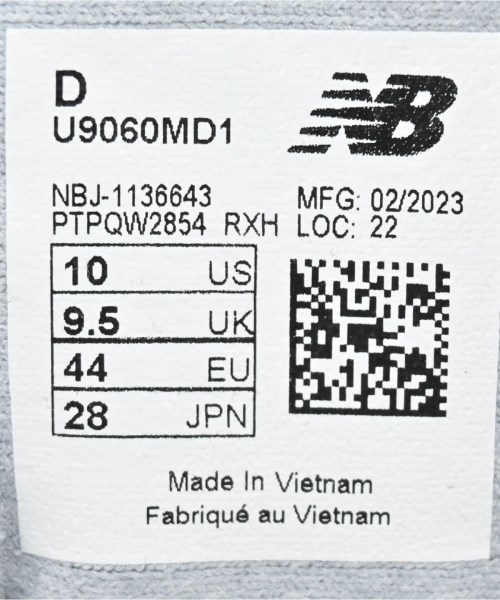 D
U9060MD1
NB
NBJ-1136643
PTPQW2854 RXH
MFG: 02/2023
LOC: 22
10 US
9.5 UK
44 EU
28 JPN
Made In Vietnam
Fabriqué au Vietnam